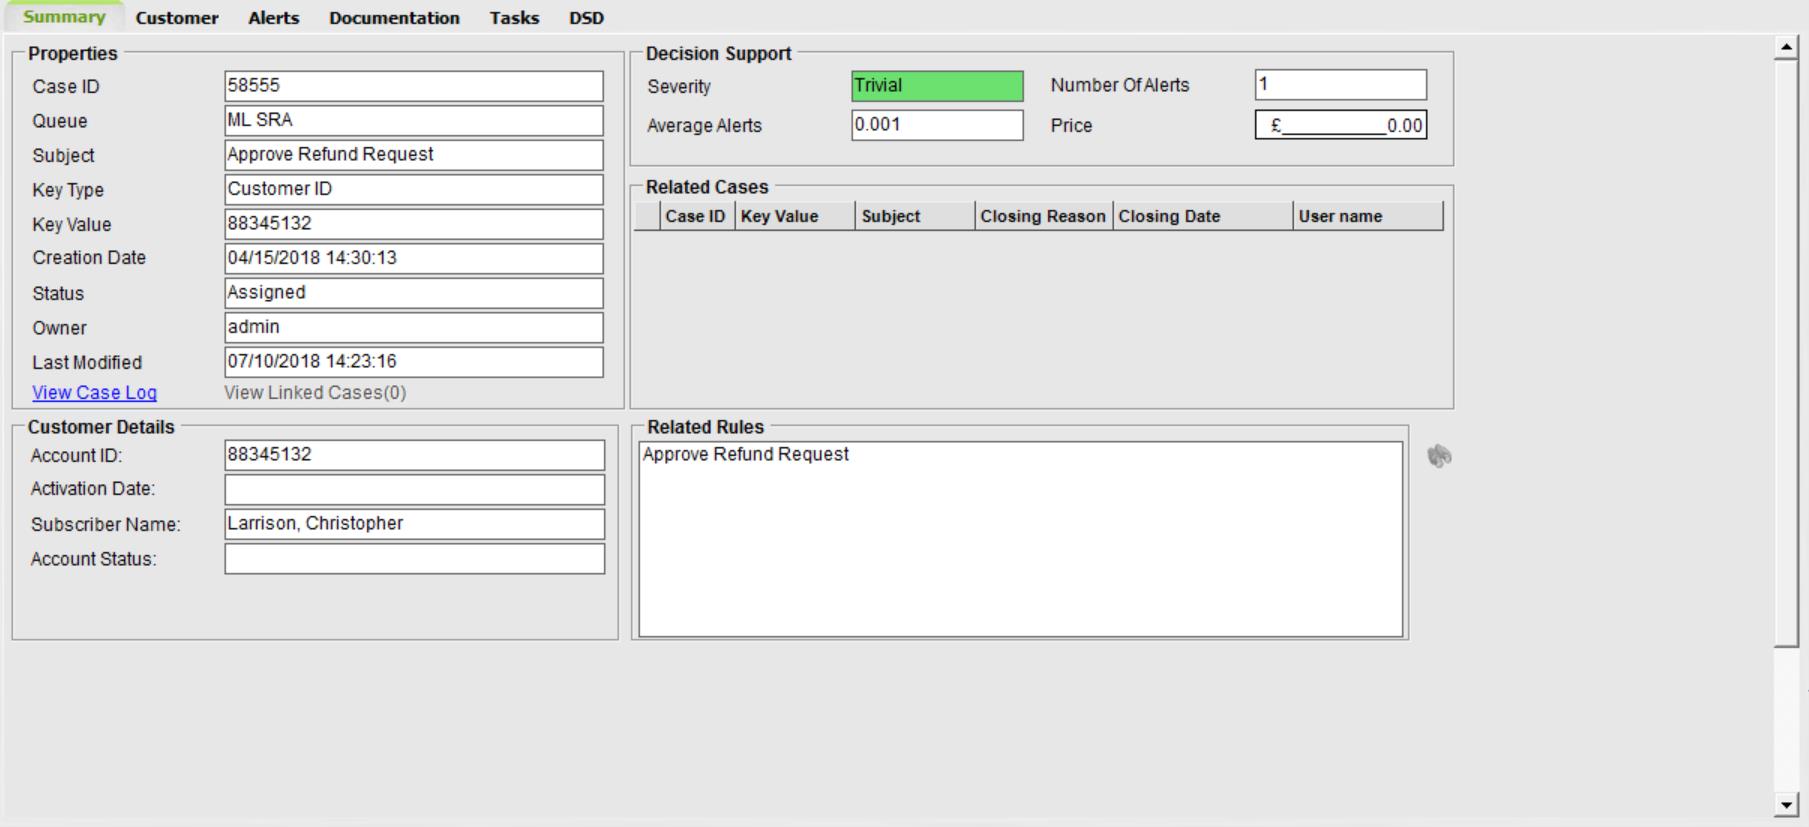 Summary Customer Alerts Documentation Tasks DSD
Properties
Case ID 58555
Queue ML SRA
Subject Approve Refund Request
Key Type Customer ID
Key Value 88345132
Creation Date 04/15/2018 14:30:13
Status Assigned
Owner admin
Last Modified 07/10/2018 14:23:16
View Case Log View Linked Cases(0)
Decision Support
Severity Trivial Number Of Alerts 1
Average Alerts 0.001 Price £_________0.00
Related Cases
Case ID Key Value Subject Closing Reason Closing Date User name
Customer Details
Account ID: 88345132
Activation Date:
Subscriber Name: Larrison, Christopher
Account Status:
Related Rules
Approve Refund Request